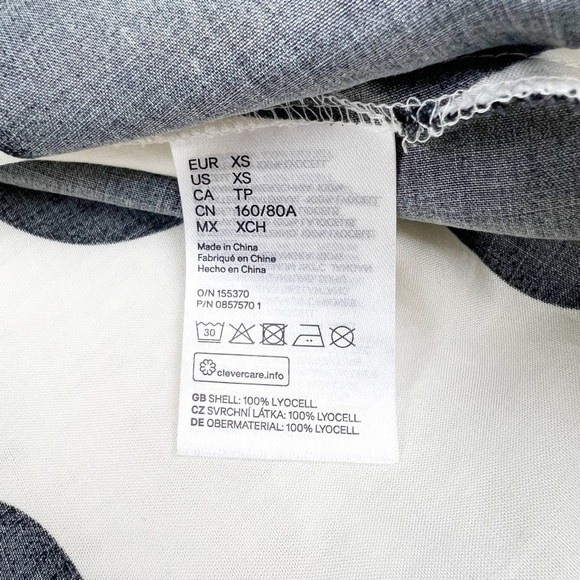 EUR XS
US XS
CA TP
CN 160/80A
MX XCH
Made in China
Fabriqué en Chine
Hecho en China
O/N 155370
P/N 0857570 1
30
clevercare.info
GB SHELL: 100% LYOCELL.
CZ SVRCHNÍ LÁTKA: 100% LYOCELL.
DE OBERMATERIAL: 100% LYOCELL.